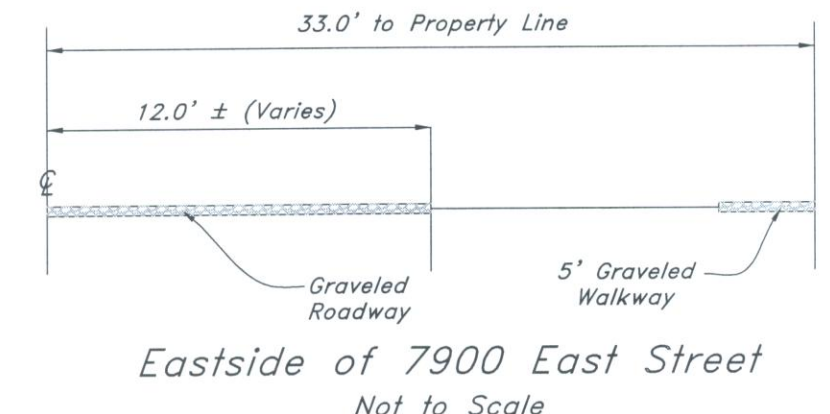 33.0' to Property Line
12.0' ± (Varies)
℄
Graveled
Roadway
5' Graveled
Walkway
Eastside of 7900 East Street
Not to Scale